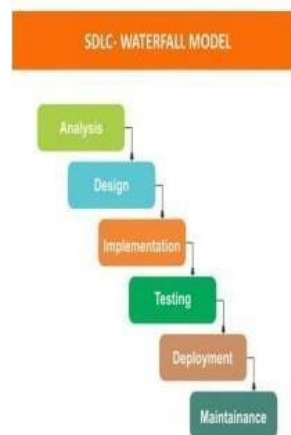 SDLC- WATERFALL MODEL
Analysis
Design
Implementation
Testing
Deployment
Maintainance